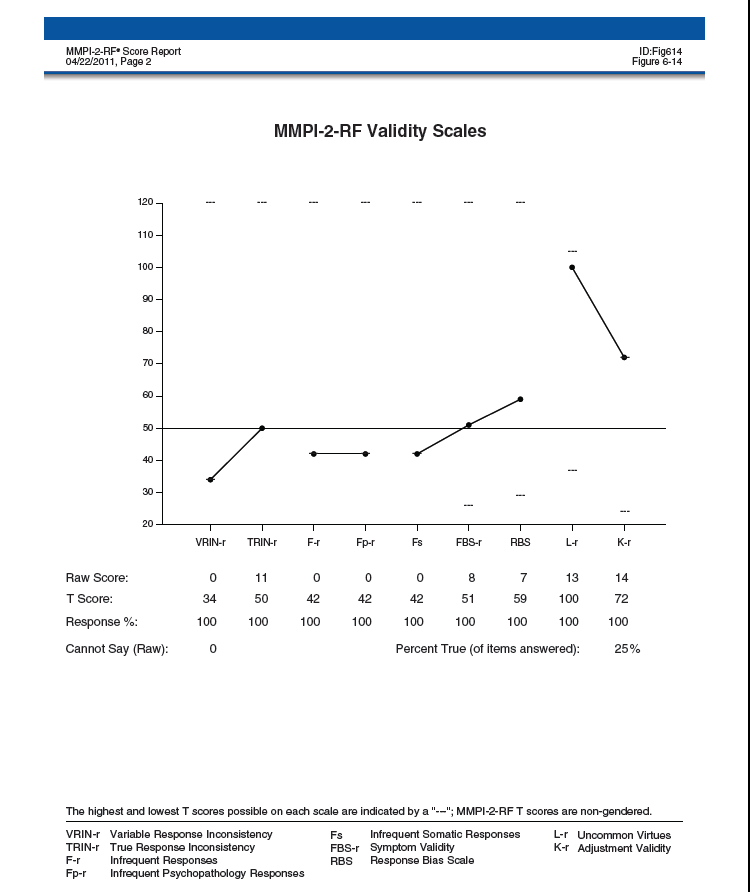 MMPI-2-RF® Score Report
ID:Fig614
04/22/2011, Page 2
Figure 6-14
MMPI-2-RF Validity Scales
120
110
100
90
80
70
60
50
40
30
20
--- --- --- --- --- --- ---
---
---
---
---
---
VRIN-r TRIN-r F-r Fp-r Fs FBS-r RBS L-r K-r
Raw Score: 0 11 0 0 0 8 7 13 14
T Score: 34 50 42 42 42 51 59 100 72
Response %: 100 100 100 100 100 100 100 100 100
Cannot Say (Raw): 0 Percent True (of items answered): 25%
The highest and lowest T scores possible on each scale are indicated by a "---"; MMPI-2-RF T scores are non-gendered.
VRIN-r Variable Response Inconsistency
TRIN-r True Response Inconsistency
F-r Infrequent Responses
Fp-r Infrequent Psychopathology Responses
Fs Infrequent Somatic Responses
FBS-r Symptom Validity
RBS Response Bias Scale
L-r Uncommon Virtues
K-r Adjustment Validity